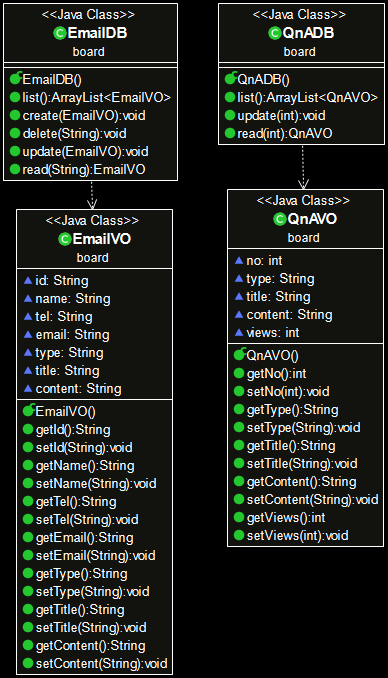 <<Java Class>>
EmailDB
board
EmailDB()
list():ArrayList<EmailVO>
create(EmailVO):void
delete(String):void
update(EmailVO):void
read(String):EmailVO
<<Java Class>>
QnADB
board
QnADB()
list():ArrayList<QnAVO>
update(int):void
read(int):QnAVO
<<Java Class>>
EmailVO
board
id: String
name: String
tel: String
email: String
type: String
title: String
content: String
EmailVO()
getId():String
setId(String):void
getName():String
setName(String):void
getTel():String
setTel(String):void
getEmail():String
setEmail(String):void
getType():String
setType(String):void
getTitle():String
setTitle(String):void
getContent():String
setContent(String):void
<<Java Class>>
QnAVO
board
no: int
type: String
title: String
content: String
views: int
QnAVO()
getNo():int
setNo(int):void
getType():String
setType(String):void
getTitle():String
setTitle(String):void
getContent():String
setContent(String):void
getViews():int
setViews(int):void